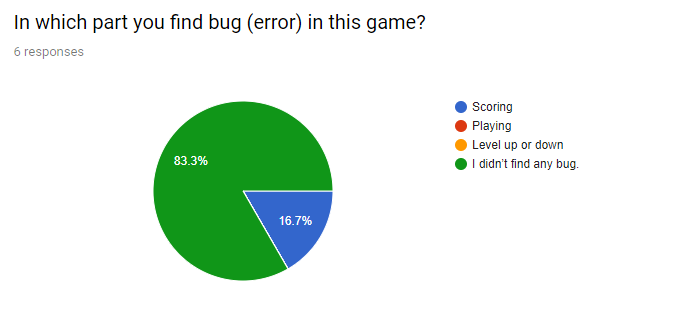 In which part you find bug (error) in this game?
6 responses
83.3%
16.7%
Scoring
Playing
Level up or down
I didn't find any bug.